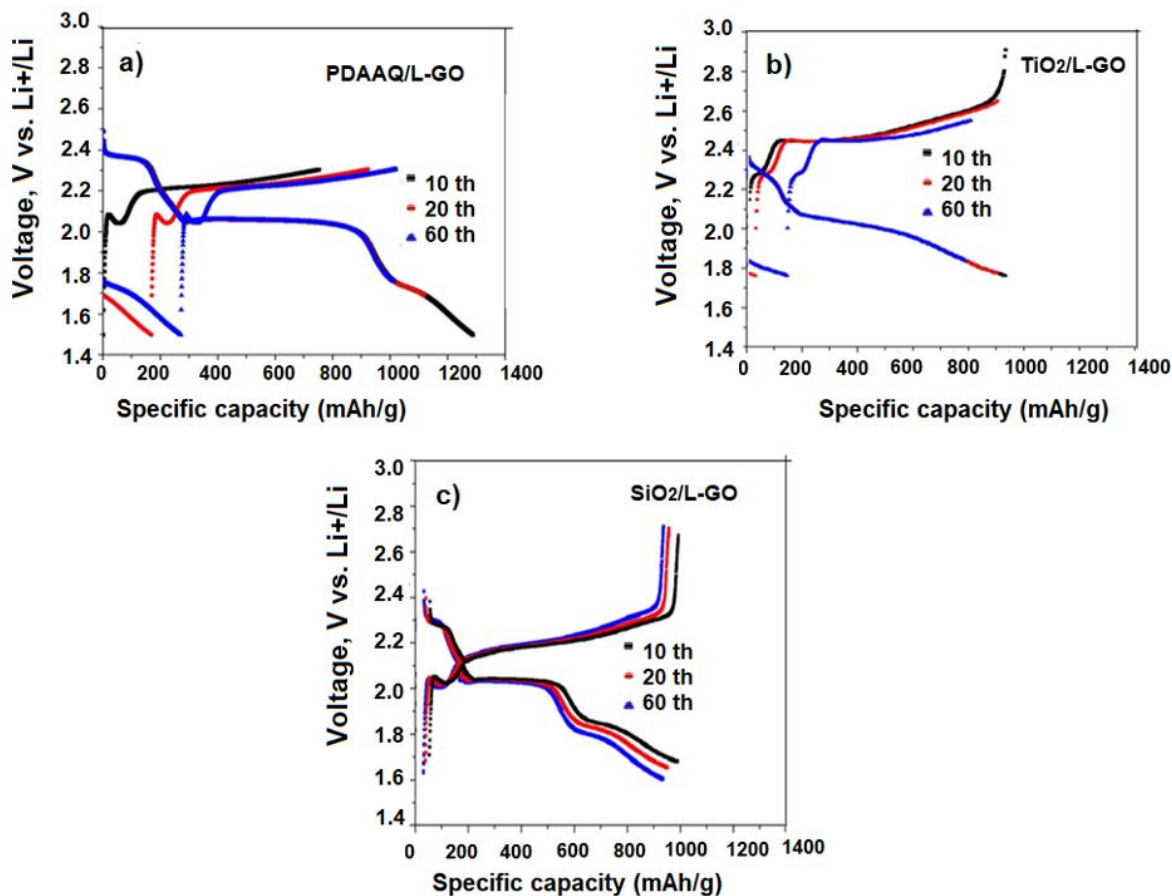 a)
PDAAQ/L-GO
Voltage, V vs. Li+/Li
3.0
2.8
2.6
2.4
2.2
2.0
1.8
1.6
1.4
10 th
20 th
60 th
0 200 400 600 800 1000 1200 1400
Specific capacity (mAh/g)
b)
TiO2/L-GO
Voltage, V vs. Li+/Li
3.0
2.8
2.6
2.4
2.2
2.0
1.8
1.6
1.4
10 th
20 th
60 th
0 200 400 600 800 1000 1200 1400
Specific capacity (mAh/g)
c)
SiO2/L-GO
Voltage, V vs. Li+/Li
3.0
2.8
2.6
2.4
2.2
2.0
1.8
1.6
1.4
10 th
20 th
60 th
0 200 400 600 800 1000 1400
Specific capacity (mAh/g)